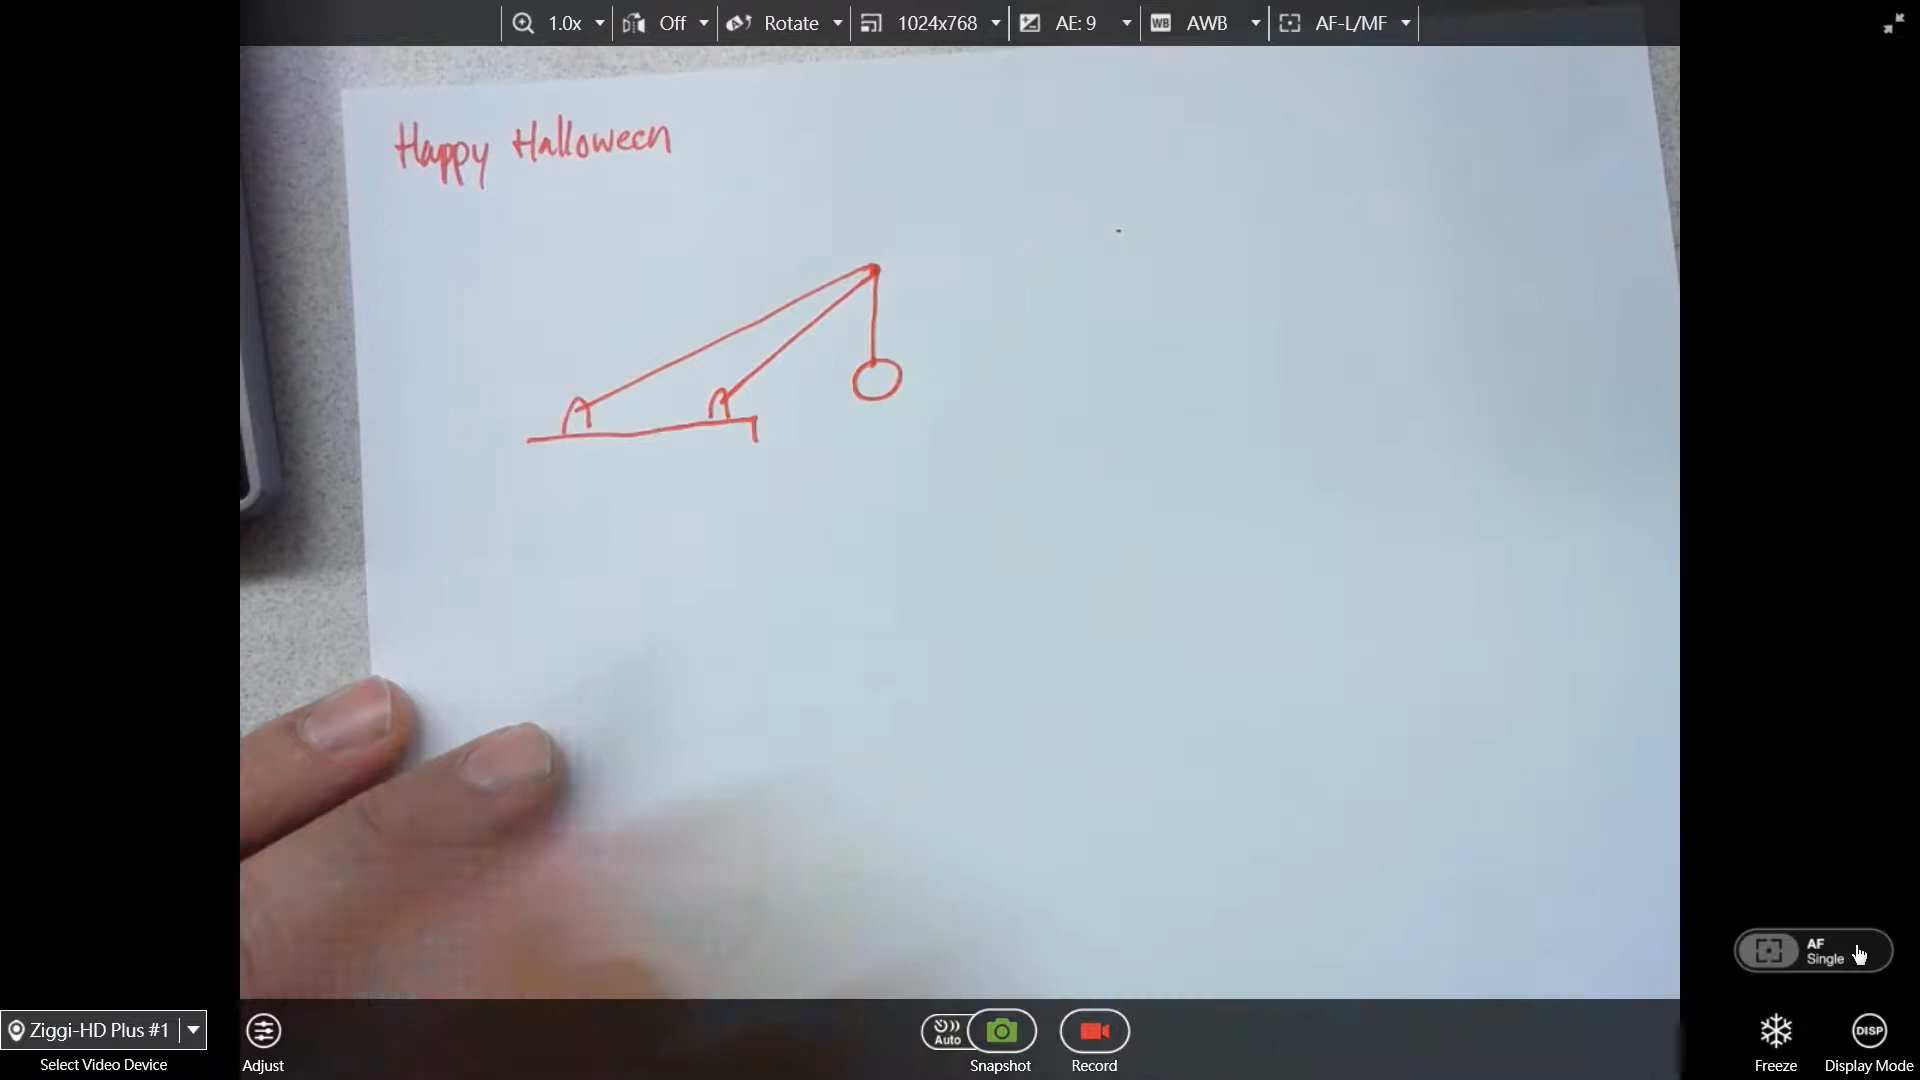 1.0x Off Rotate 1024x768 AE: 9 WB AWB AF-L/MF
Happy Halloween
AF
Single
Ziggi-HD Plus #1
Select Video Device
Adjust
Auto
Snapshot
Record
Freeze
DISP
Display Mode